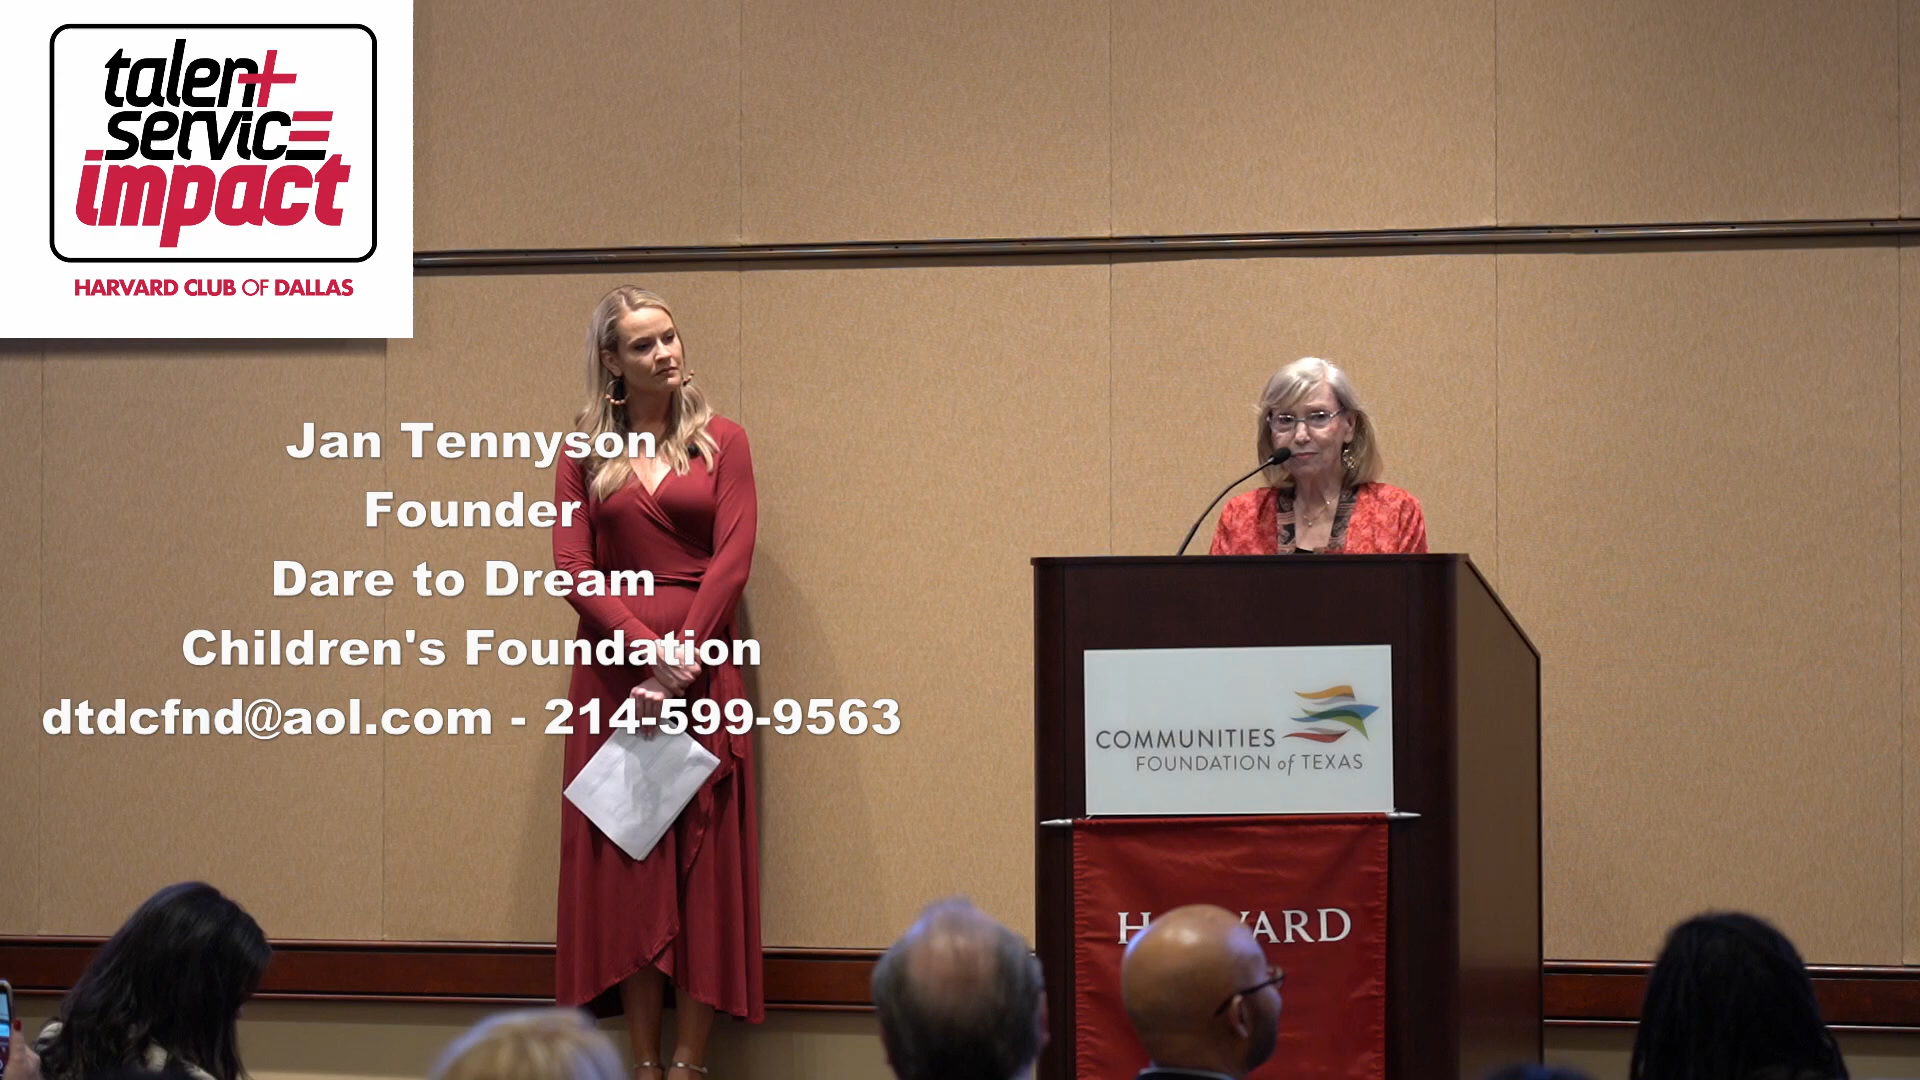 talent
service
impact
HARVARD CLUB OF DALLAS
Jan Tennyson
Founder
Dare to Dream
Children's Foundation
dtdcfnd@aol.com - 214-599-9563
COMMUNITIES
FOUNDATION of TEXAS